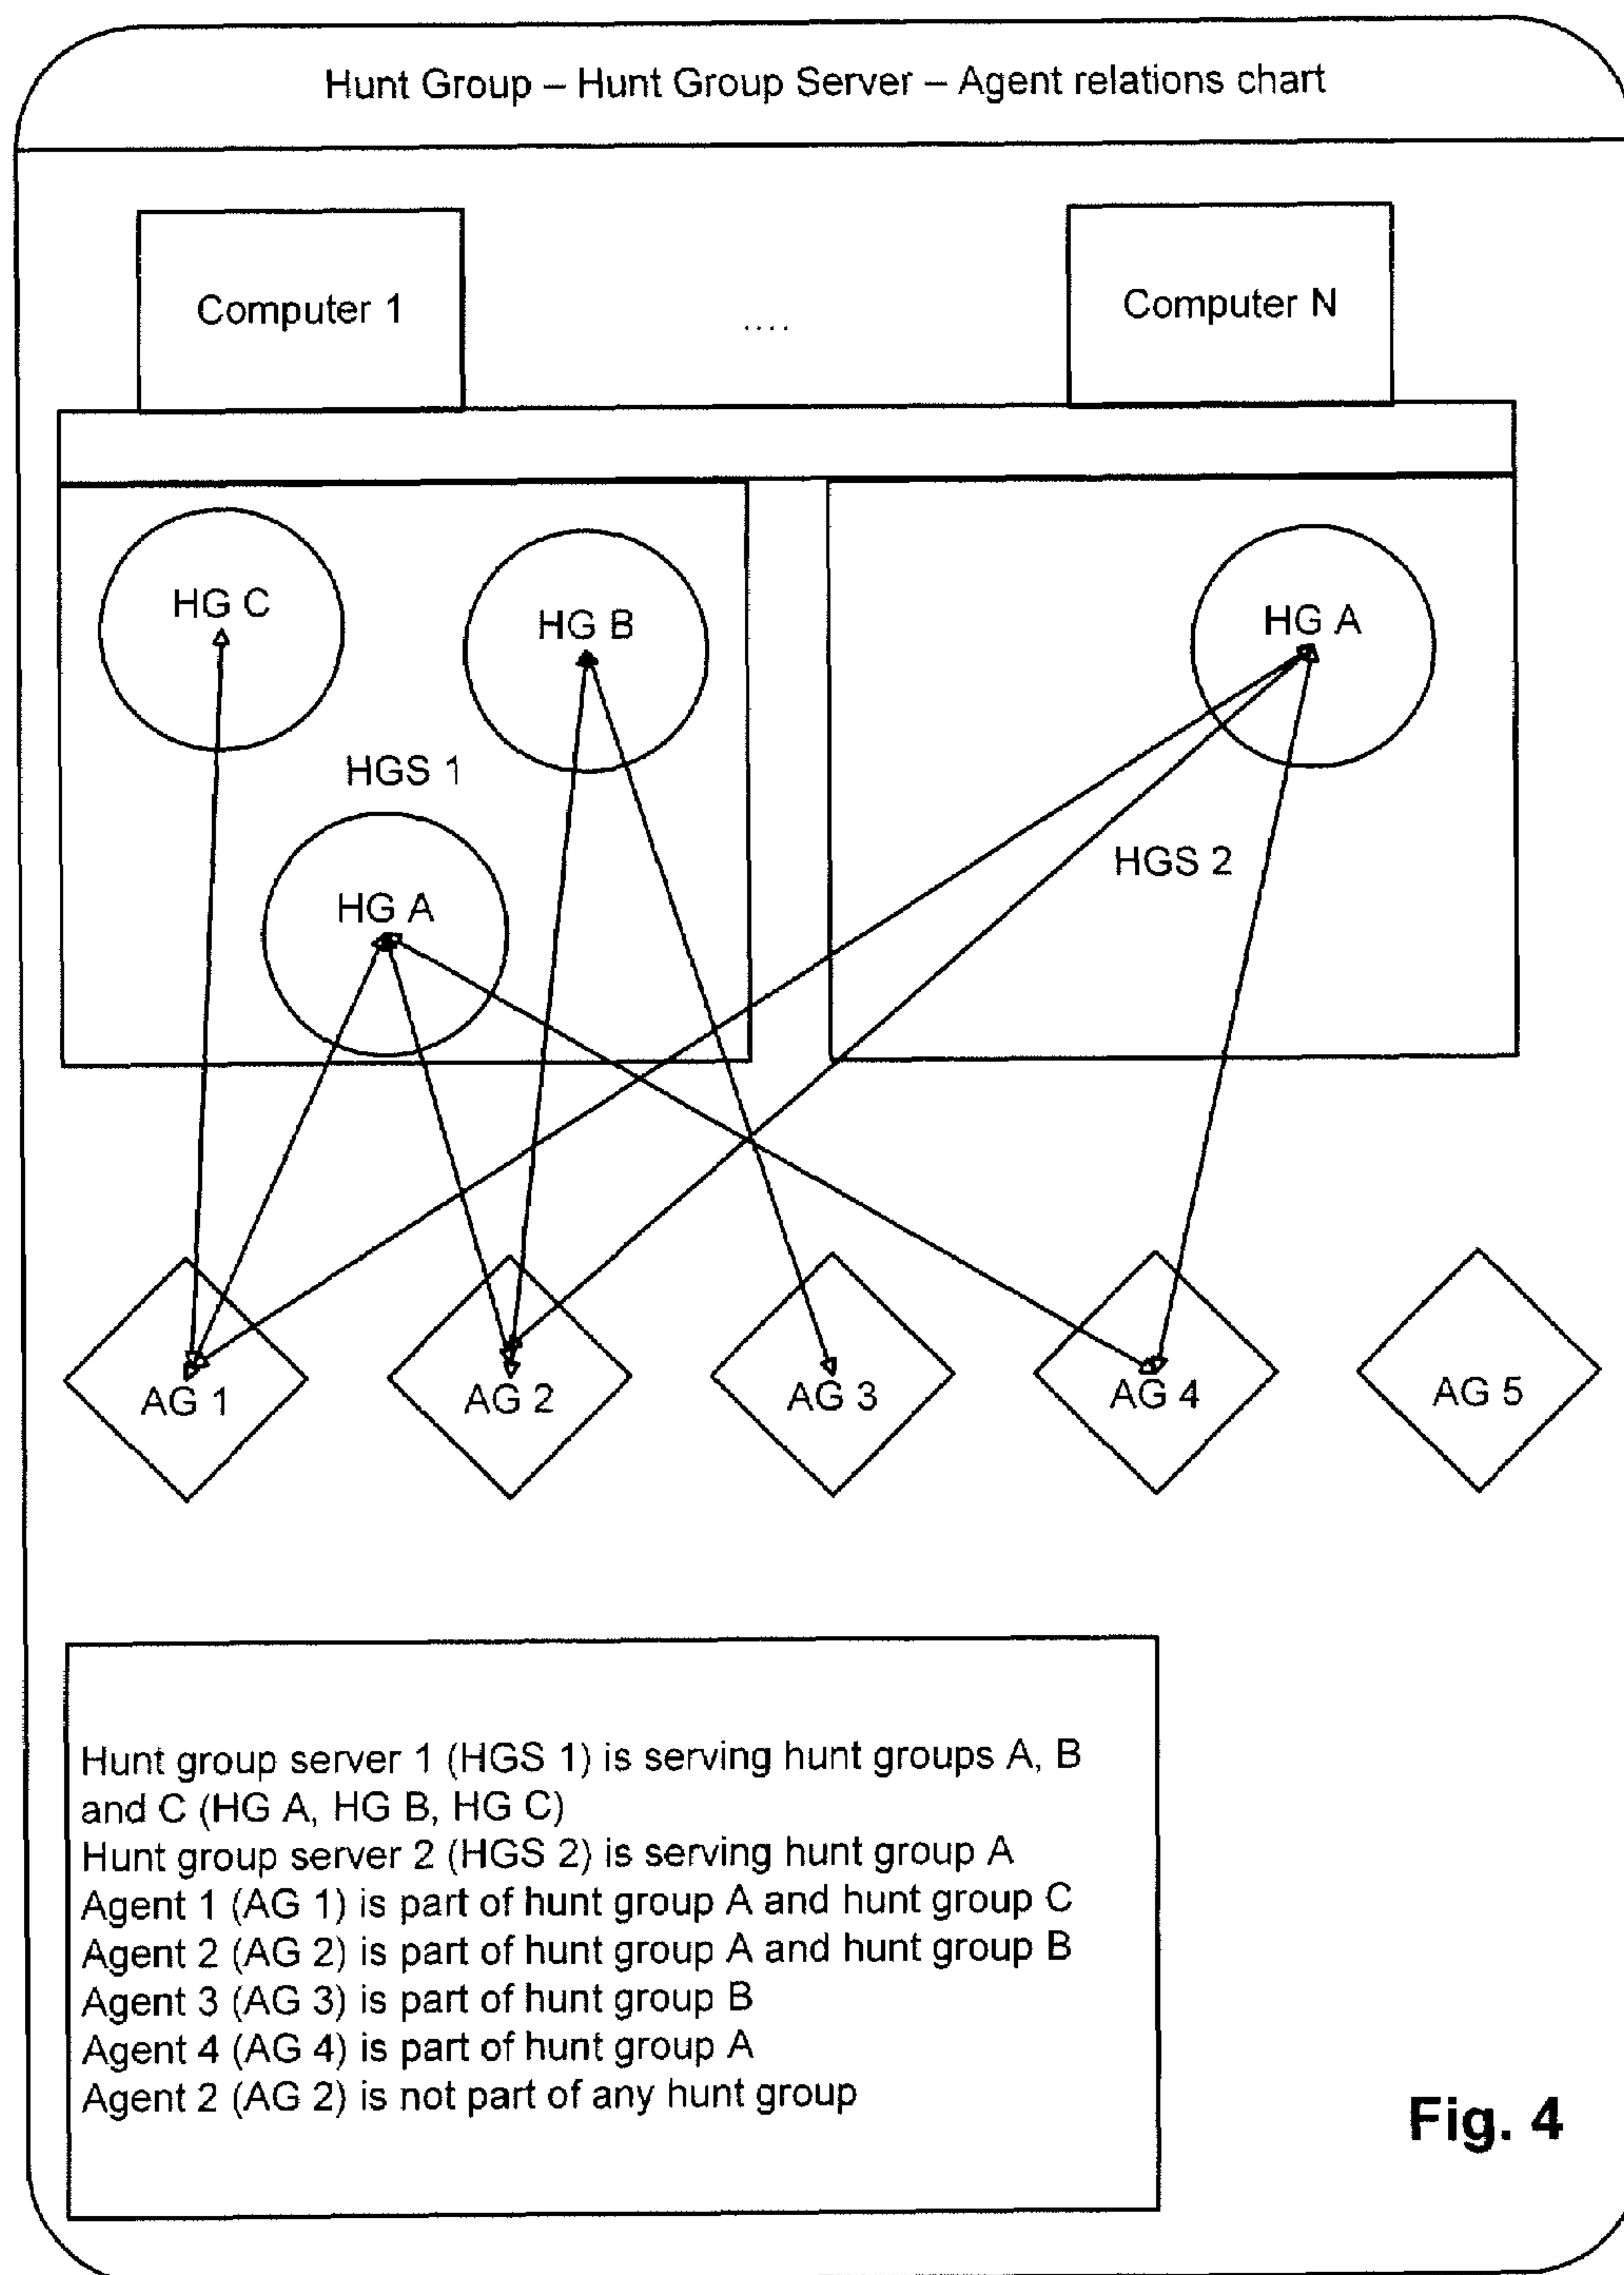 Hunt Group – Hunt Group Server – Agent relations chart
Computer 1
....
Computer N
HG C
HG B
HG A
HGS 1
HGS 2
HG A
AG 1
AG 2
AG 3
AG 4
AG 5
Hunt group server 1 (HGS 1) is serving hunt groups A, B
and C (HG A, HG B, HG C)
Hunt group server 2 (HGS 2) is serving hunt group A
Agent 1 (AG 1) is part of hunt group A and hunt group C
Agent 2 (AG 2) is part of hunt group A and hunt group B
Agent 3 (AG 3) is part of hunt group B
Agent 4 (AG 4) is part of hunt group A
Agent 2 (AG 2) is not part of any hunt group
Fig. 4